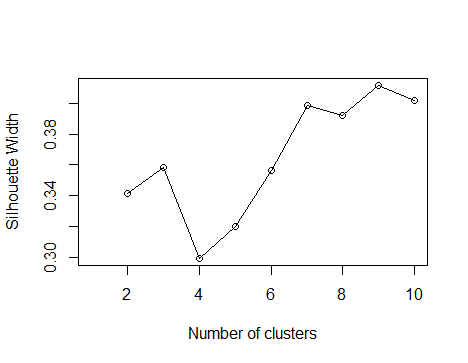 Silhouette Width
0.38
0.34
0.30
2 4 6 8 10
Number of clusters